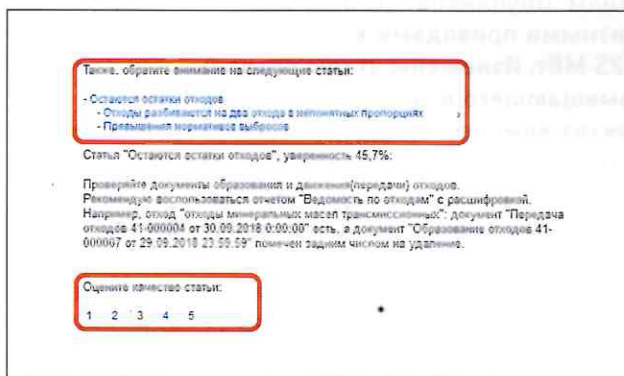 Также, обратите внимание на следующие статьи:
- Остаются остатки отходов
- Отходы разбиваются на два отхода в непонятных пропорциях
- Превышения нормативов выбросов
Статья "Остаются остатки отходов", уверенность 45,7%:
Проверяйте документы образования и движения(передачи) отходов.
Рекомендую воспользоваться отчетом "Ведомость по отходам" с расшифровкой.
Например, отход "отходы минеральных масел трансмиссионных": документ "Передача
отходов 41-000004 от 30.09.2018 0:00:00" есть, а документ "Образование отходов 41-
000007 от 29.09.2018 23:59:59" помечен задним числом на удаление.
Оцените качество статьи:
1 2 3 4 5